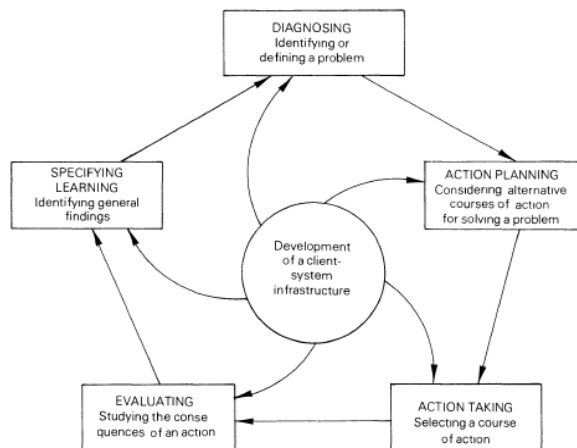 DIAGNOSING
Identifying or
defining a problem
SPECIFYING
LEARNING
Identifying general
findings
ACTION PLANNING
Considering alternative
courses of action
for solving a problem
Development
of a client-
system
infrastructure
EVALUATING
Studying the conse
quences of an action
ACTION TAKING
Selecting a course
of action